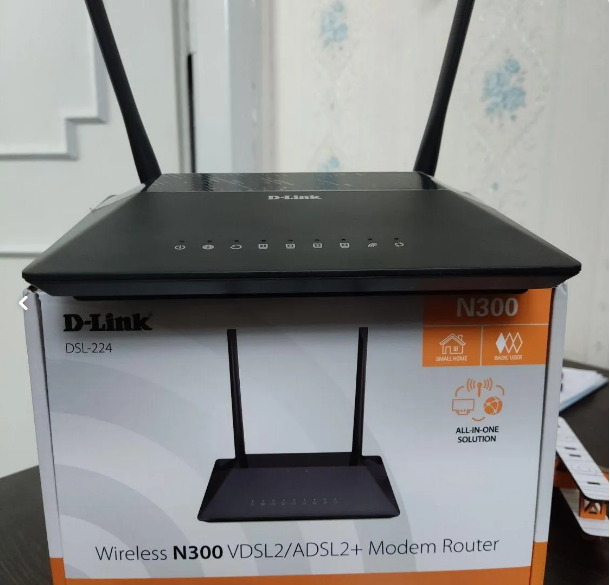 D-Link
D-Link
DSL-224
N300
SMALL HOME
BASIC USER
ALL-IN-ONE
SOLUTION
Wireless N300 VDSL2/ADSL2+ Modem Router